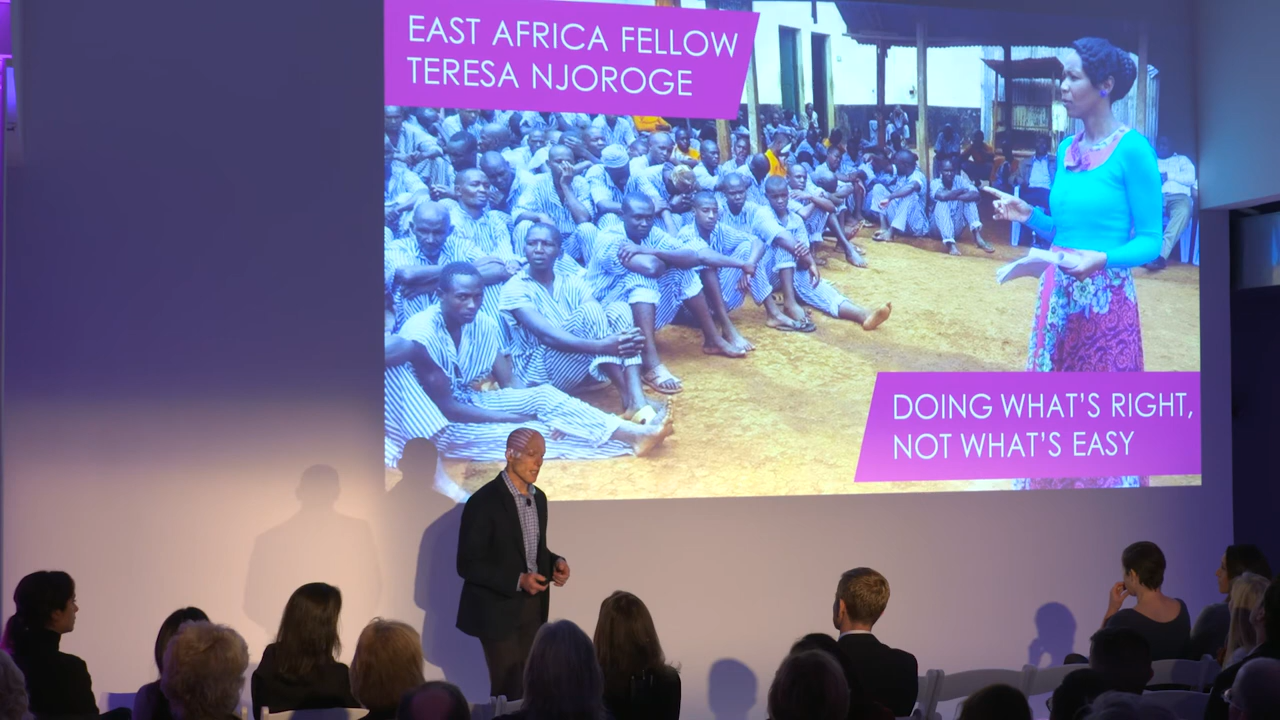 EAST AFRICA FELLOW
TERESA NJOROGE
DOING WHAT'S RIGHT,
NOT WHAT'S EASY